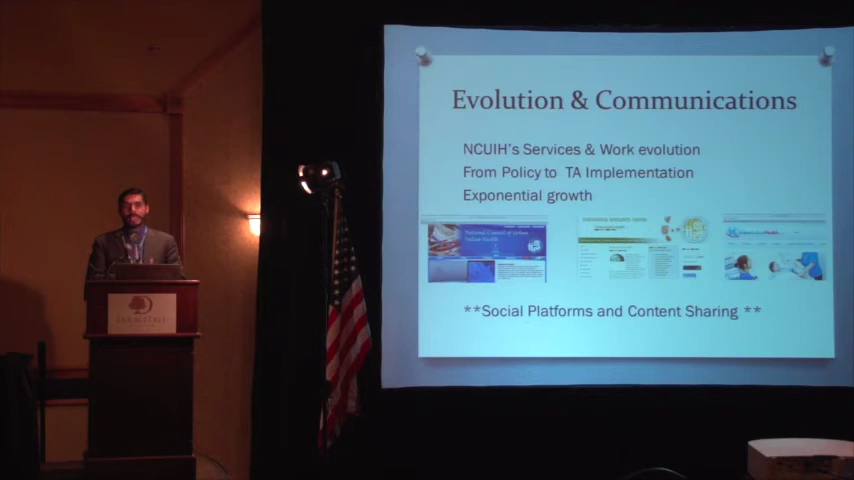 Evolution & Communications
NCUIH's Services & Work evolution
From Policy to TA Implementation
Exponential growth
National Council of Urban
Indian Health
**Social Platforms and Content Sharing **
DOUBLETREE